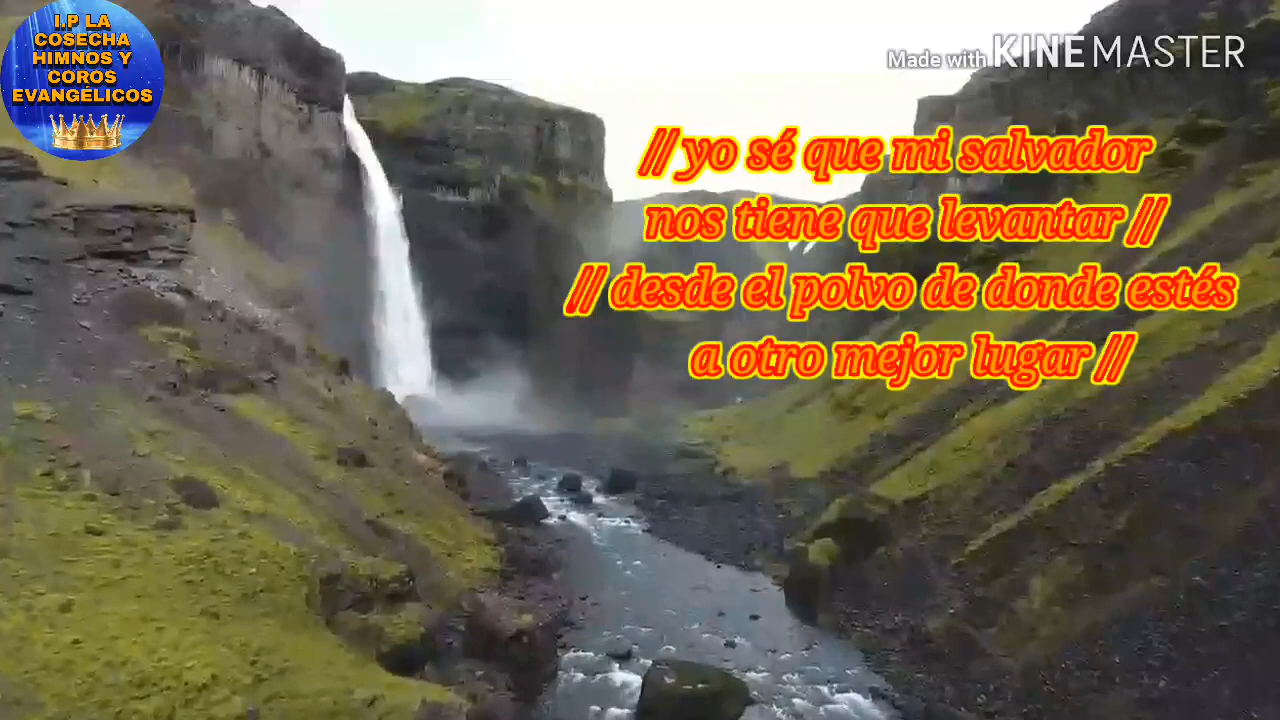 I.P LA
COSECHA
HIMNOS Y
COROS
EVANGÉLICOS
Made with KINEMASTER
// yo sé que mi salvador
nos tiene que levantar //
// desde el polvo de donde estés
a otro mejor lugar //